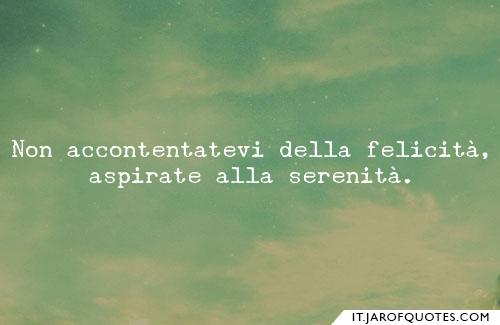 Non accontentatevi della felicità,
aspirate alla serenità.
IT.JAROFQUOTES.COM